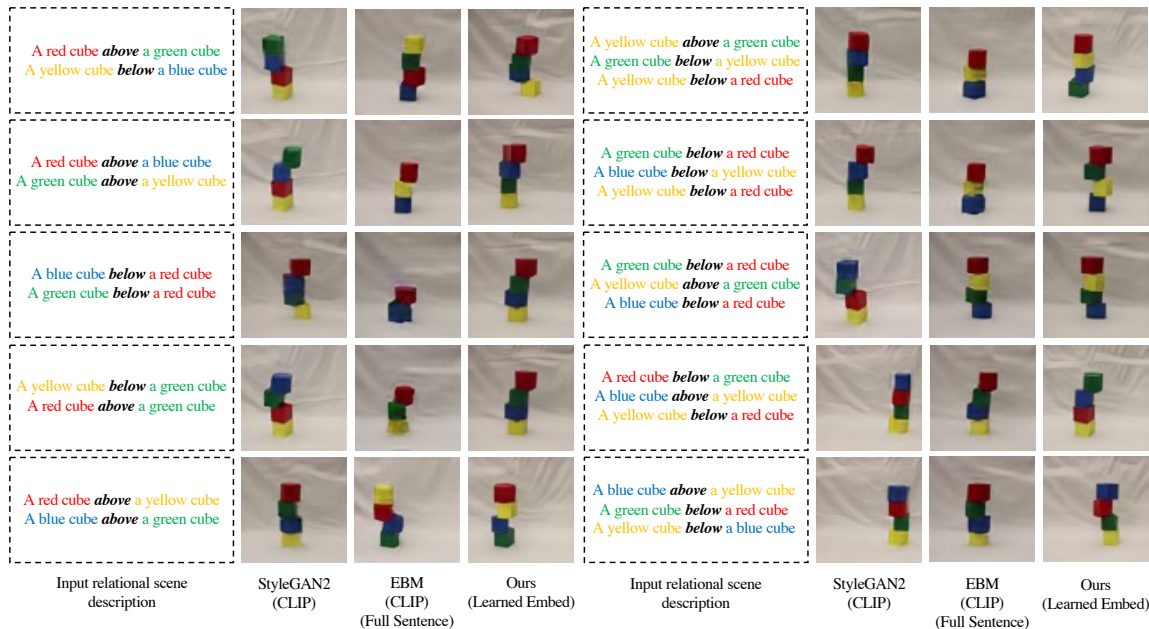 A red cube above a green cube
A yellow cube below a blue cube
A red cube above a blue cube
A green cube above a yellow cube
A blue cube below a red cube
A green cube below a red cube
A yellow cube below a green cube
A red cube above a green cube
A red cube above a yellow cube
A blue cube above a green cube
Input relational scene
description
StyleGAN2
(CLIP)
EBM
(CLIP)
(Full Sentence)
Ours
(Learned Embed)
A yellow cube above a green cube
A green cube below a yellow cube
A yellow cube below a red cube
A green cube below a red cube
A blue cube below a yellow cube
A yellow cube below a red cube
A green cube below a red cube
A yellow cube above a green cube
A blue cube below a red cube
A red cube below a green cube
A blue cube above a yellow cube
A yellow cube below a red cube
A blue cube above a yellow cube
A green cube below a red cube
A yellow cube below a blue cube
Input relational scene
description
StyleGAN2
(CLIP)
EBM
(CLIP)
(Full Sentence)
Ours
(Learned Embed)